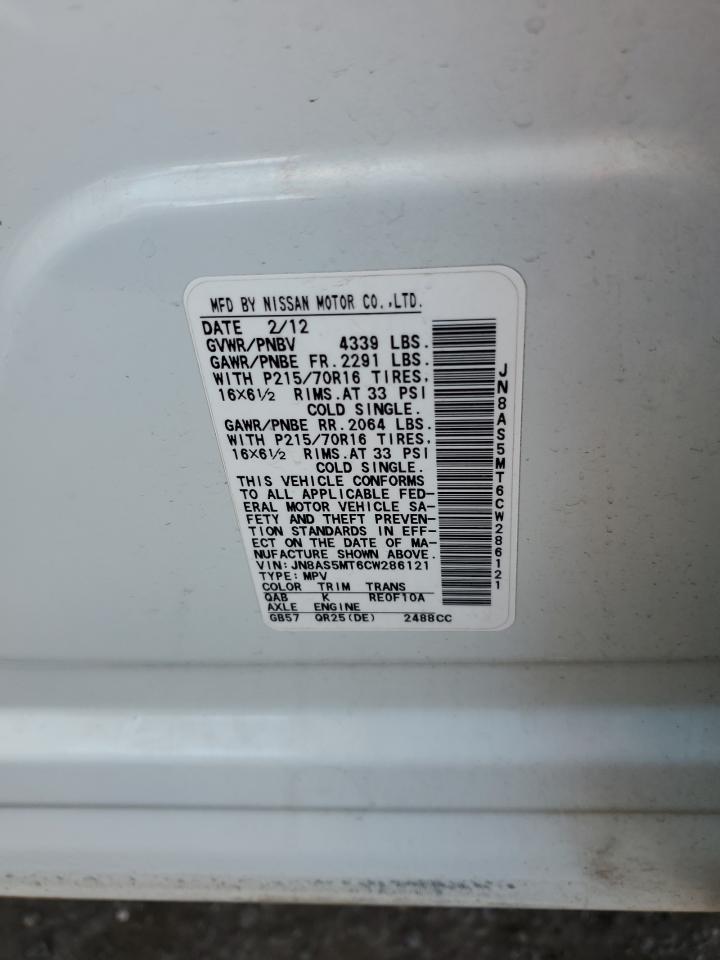 MFD BY NISSAN MOTOR CO.,LTD.
DATE 2/12
GVWR/PNBV 4339 LBS.
GAWR/PNBE FR.2291 LBS.
WITH P215/70R16 TIRES,
16X6½ RIMS.AT 33 PSI
COLD SINGLE.
GAWR/PNBE RR.2064 LBS.
WITH P215/70R16 TIRES,
16X6½ RIMS.AT 33 PSI
COLD SINGLE.
THIS VEHICLE CONFORMS
TO ALL APPLICABLE FED-
ERAL MOTOR VEHICLE SA-
FETY AND THEFT PREVEN-
TION STANDARDS IN EFF-
ECT ON THE DATE OF MA-
NUFACTURE SHOWN ABOVE.
VIN:JN8AS5MT6CW286121
TYPE:MPV
COLOR TRIM TRANS
QAB K RE0F10A
AXLE ENGINE
GB57 QR25(DE) 2488CC
JN8AS5MT6CW286121